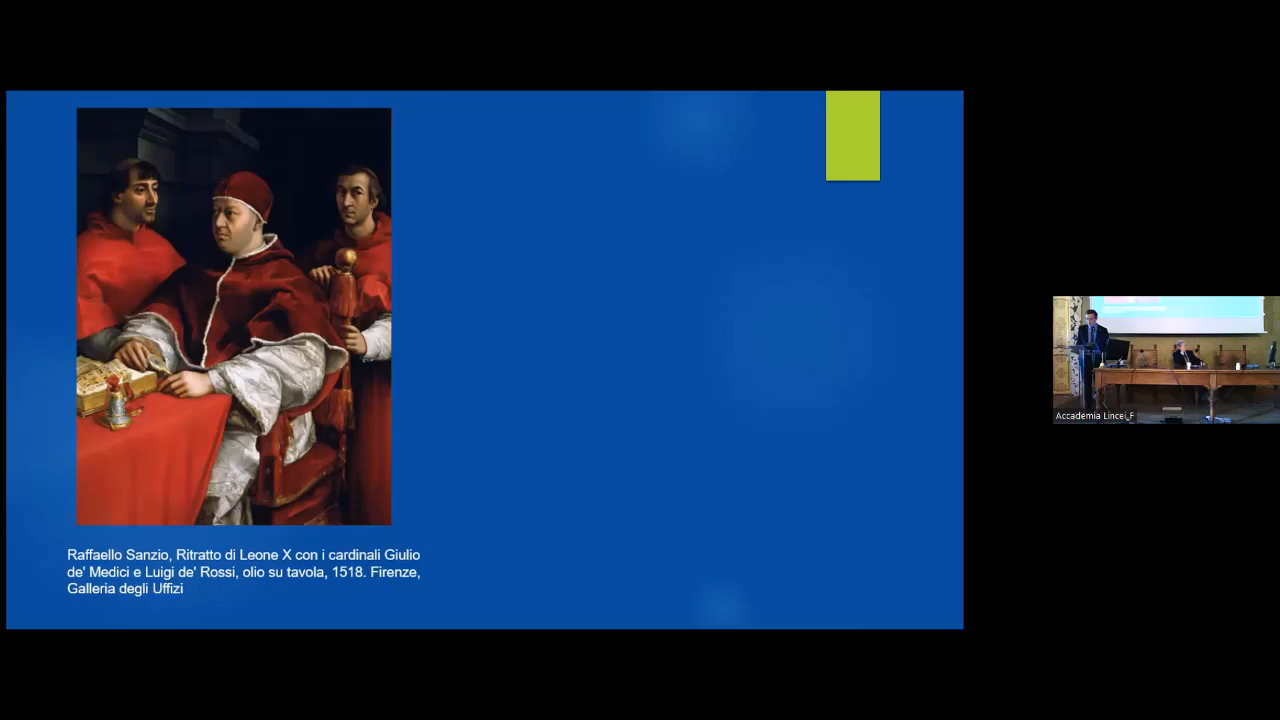 Raffaello Sanzio, Ritratto di Leone X con i cardinali Giulio
de' Medici e Luigi de' Rossi, olio su tavola, 1518. Firenze,
Galleria degli Uffizi
Accademia Lincei_F